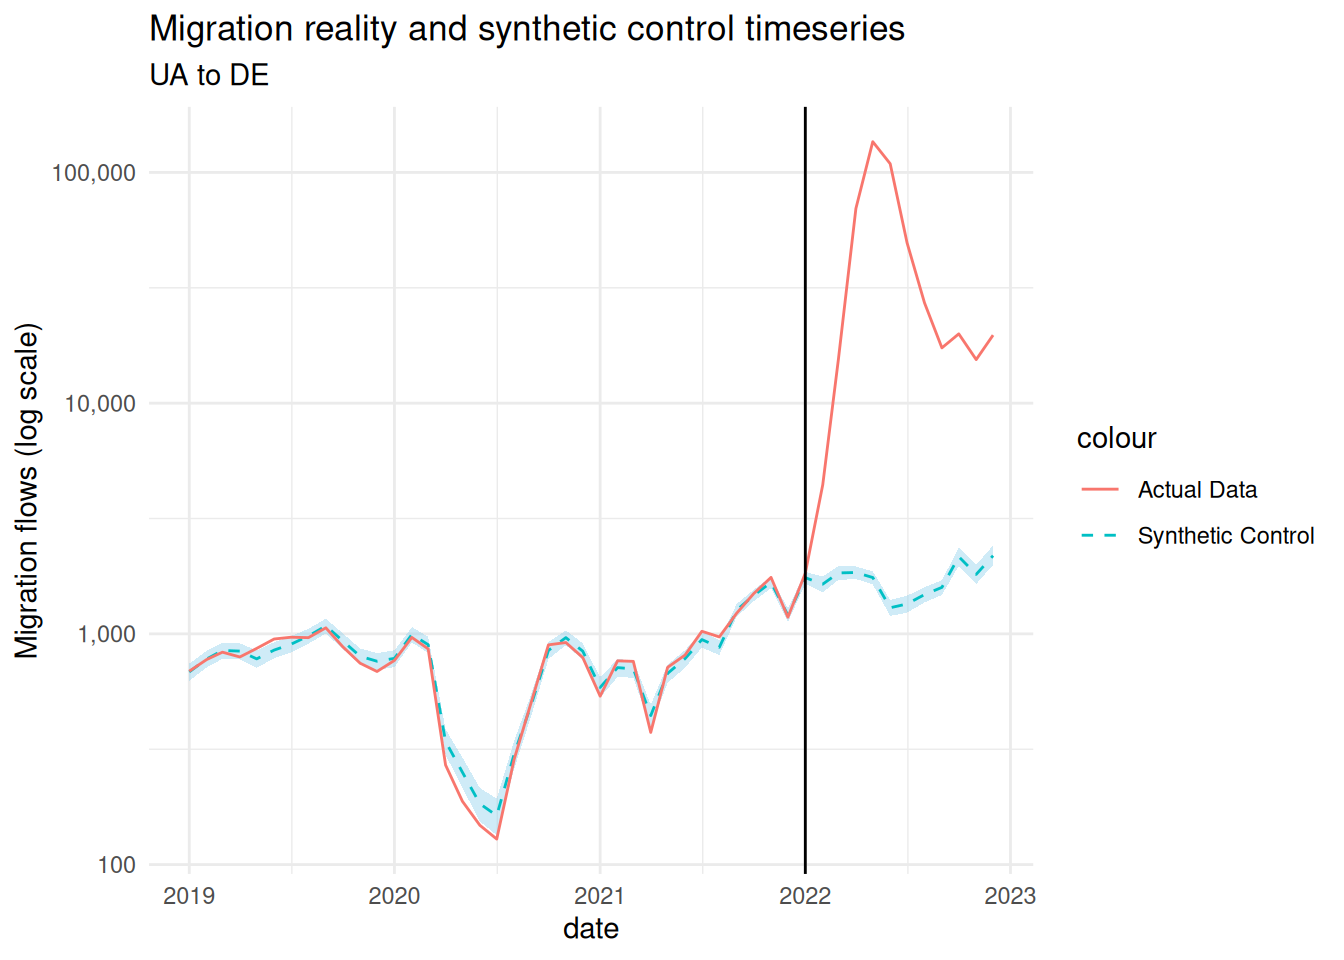 Migration reality and synthetic control timeseries
UA to DE
Migration flows (log scale)
100,000
10,000
1,000
100
2019
2020
2021
2022
2023
date
colour
Actual Data
Synthetic Control